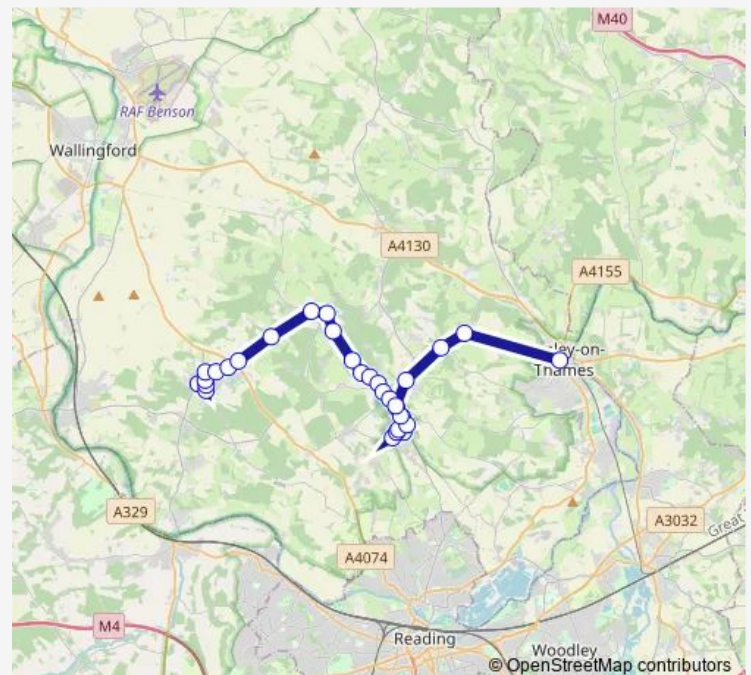 M40
RAF Benson
Wallingford
A4130
A4155
ley-on-
Thames
A329
A3032
Great
A4074
M4
Reading
Woodley
© OpenStreetMap contributors